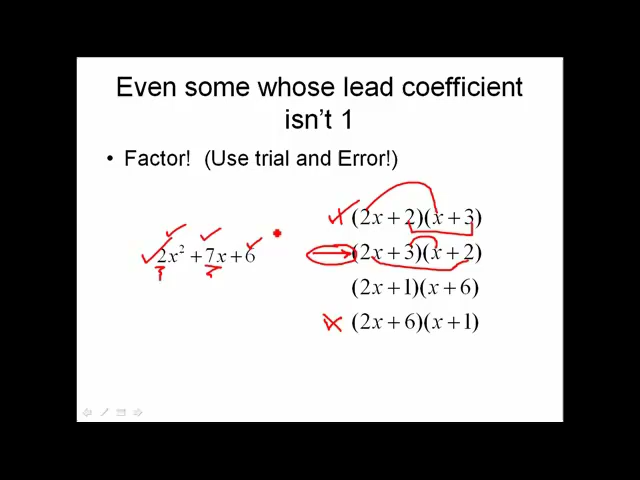 Even some whose lead coefficient
isn't 1
• Factor! (Use trial and Error!)
2x² + 7x + 6
(2x + 2)(x + 3)
(2x + 3)(x + 2)
(2x + 1)(x + 6)
(2x + 6)(x + 1)